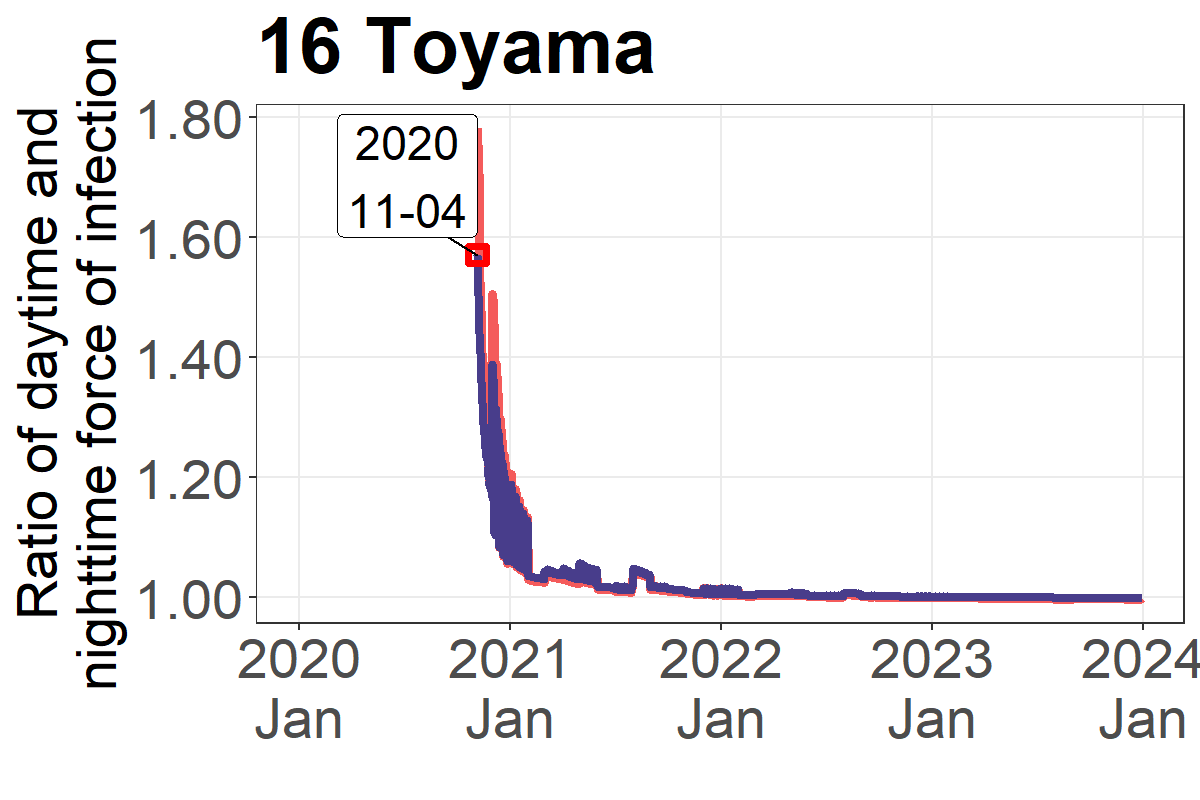 16 Toyama
Ratio of daytime and
nighttime force of infection
1.80
1.60
1.40
1.20
1.00
2020
11-04
2020
Jan
2021
Jan
2022
Jan
2023
Jan
2024
Jan